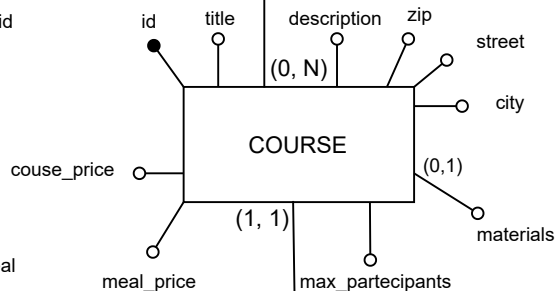 id
id
title
description
zip
street
(0, N)
city
COURSE
(0,1)
couse_price
(1, 1)
materials
al
meal_price
max_partecipants